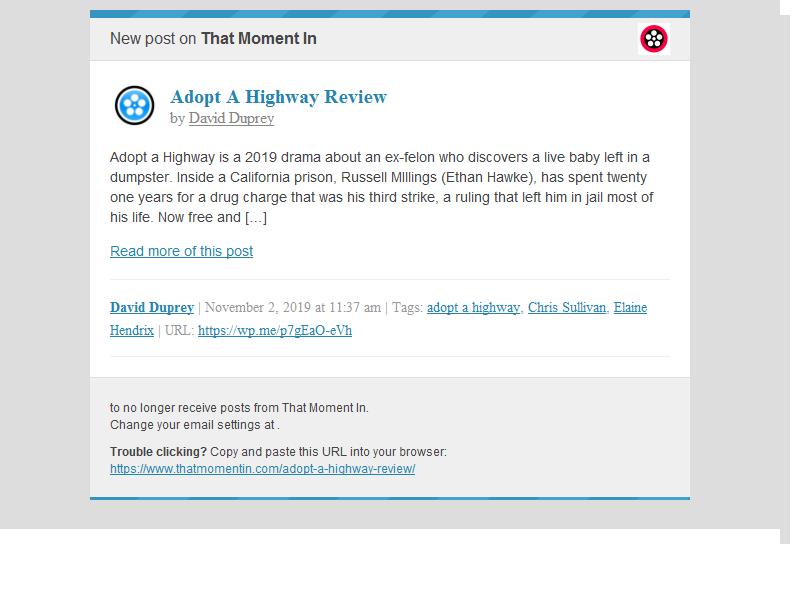 New post on That Moment In
Adopt A Highway Review
by David Duprey
Adopt a Highway is a 2019 drama about an ex-felon who discovers a live baby left in a
dumpster. Inside a California prison, Russell MIllings (Ethan Hawke), has spent twenty
one years for a drug charge that was his third strike, a ruling that left him in jail most of
his life. Now free and […]
Read more of this post
David Duprey | November 2, 2019 at 11:37 am | Tags: adopt a highway, Chris Sullivan, Elaine
Hendrix | URL: https://wp.me/p7gEaO-eVh
to no longer receive posts from That Moment In.
Change your email settings at .
Trouble clicking? Copy and paste this URL into your browser:
https://www.thatmomentin.com/adopt-a-highway-review/